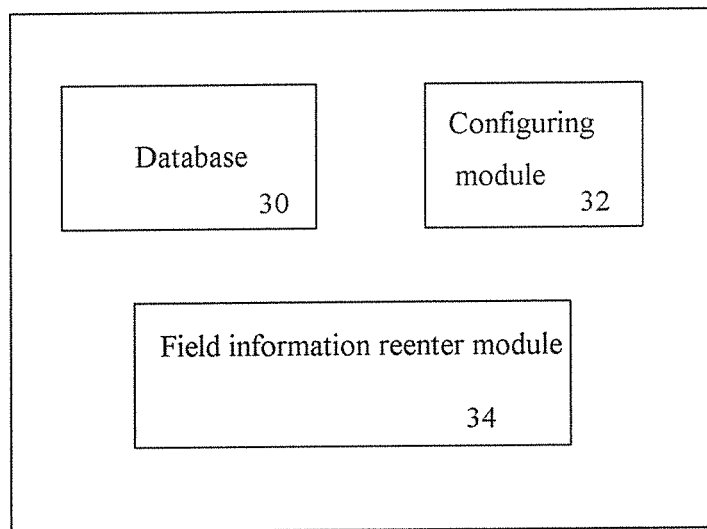 Database
30
Configuring
module
32
Field information reenter module
34